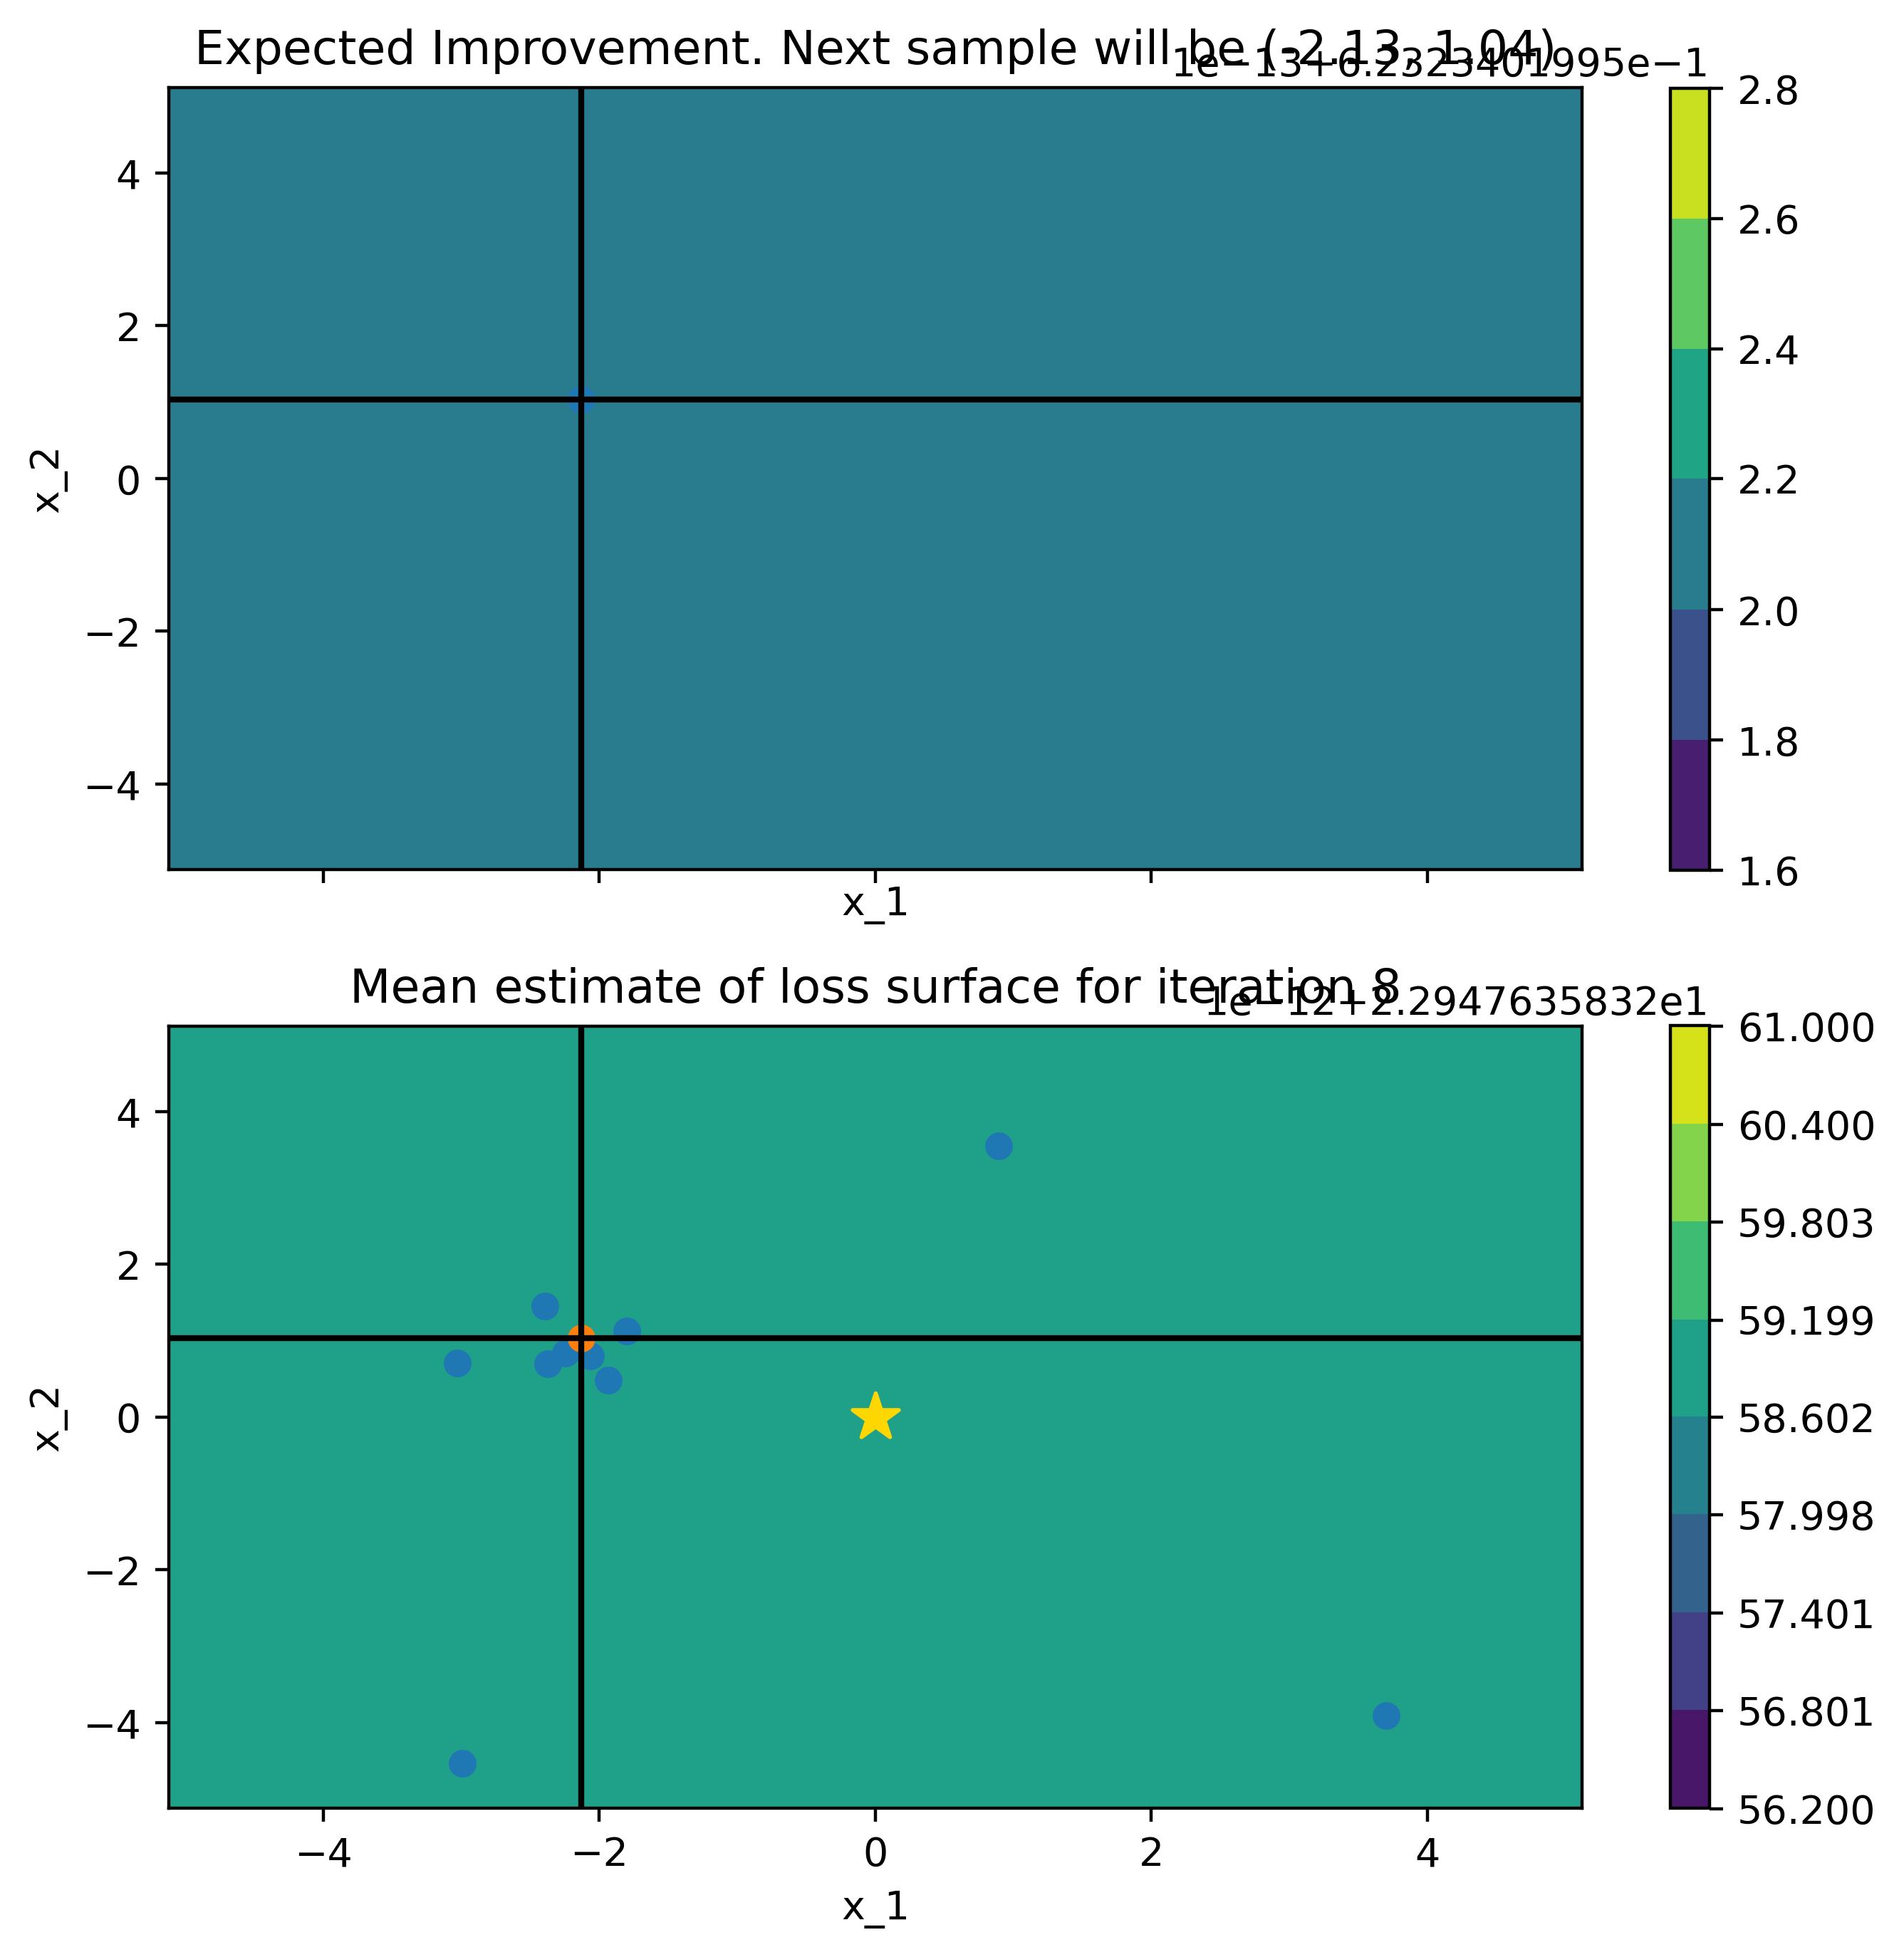 Expected Improvement. Next sample will be (-2.13, 1.04)
1e−13+6.2323401995e−1
2.8
2.6
2.4
2.2
2.0
1.8
1.6
4
2
0
−2
−4
x_2
x_1
Mean estimate of loss surface for iteration 8
1e−12+2.2947635832e1
61.000
60.400
59.803
59.199
58.602
57.998
57.401
56.801
56.200
4
2
0
−2
−4
x_2
−4 −2 0 2 4
x_1